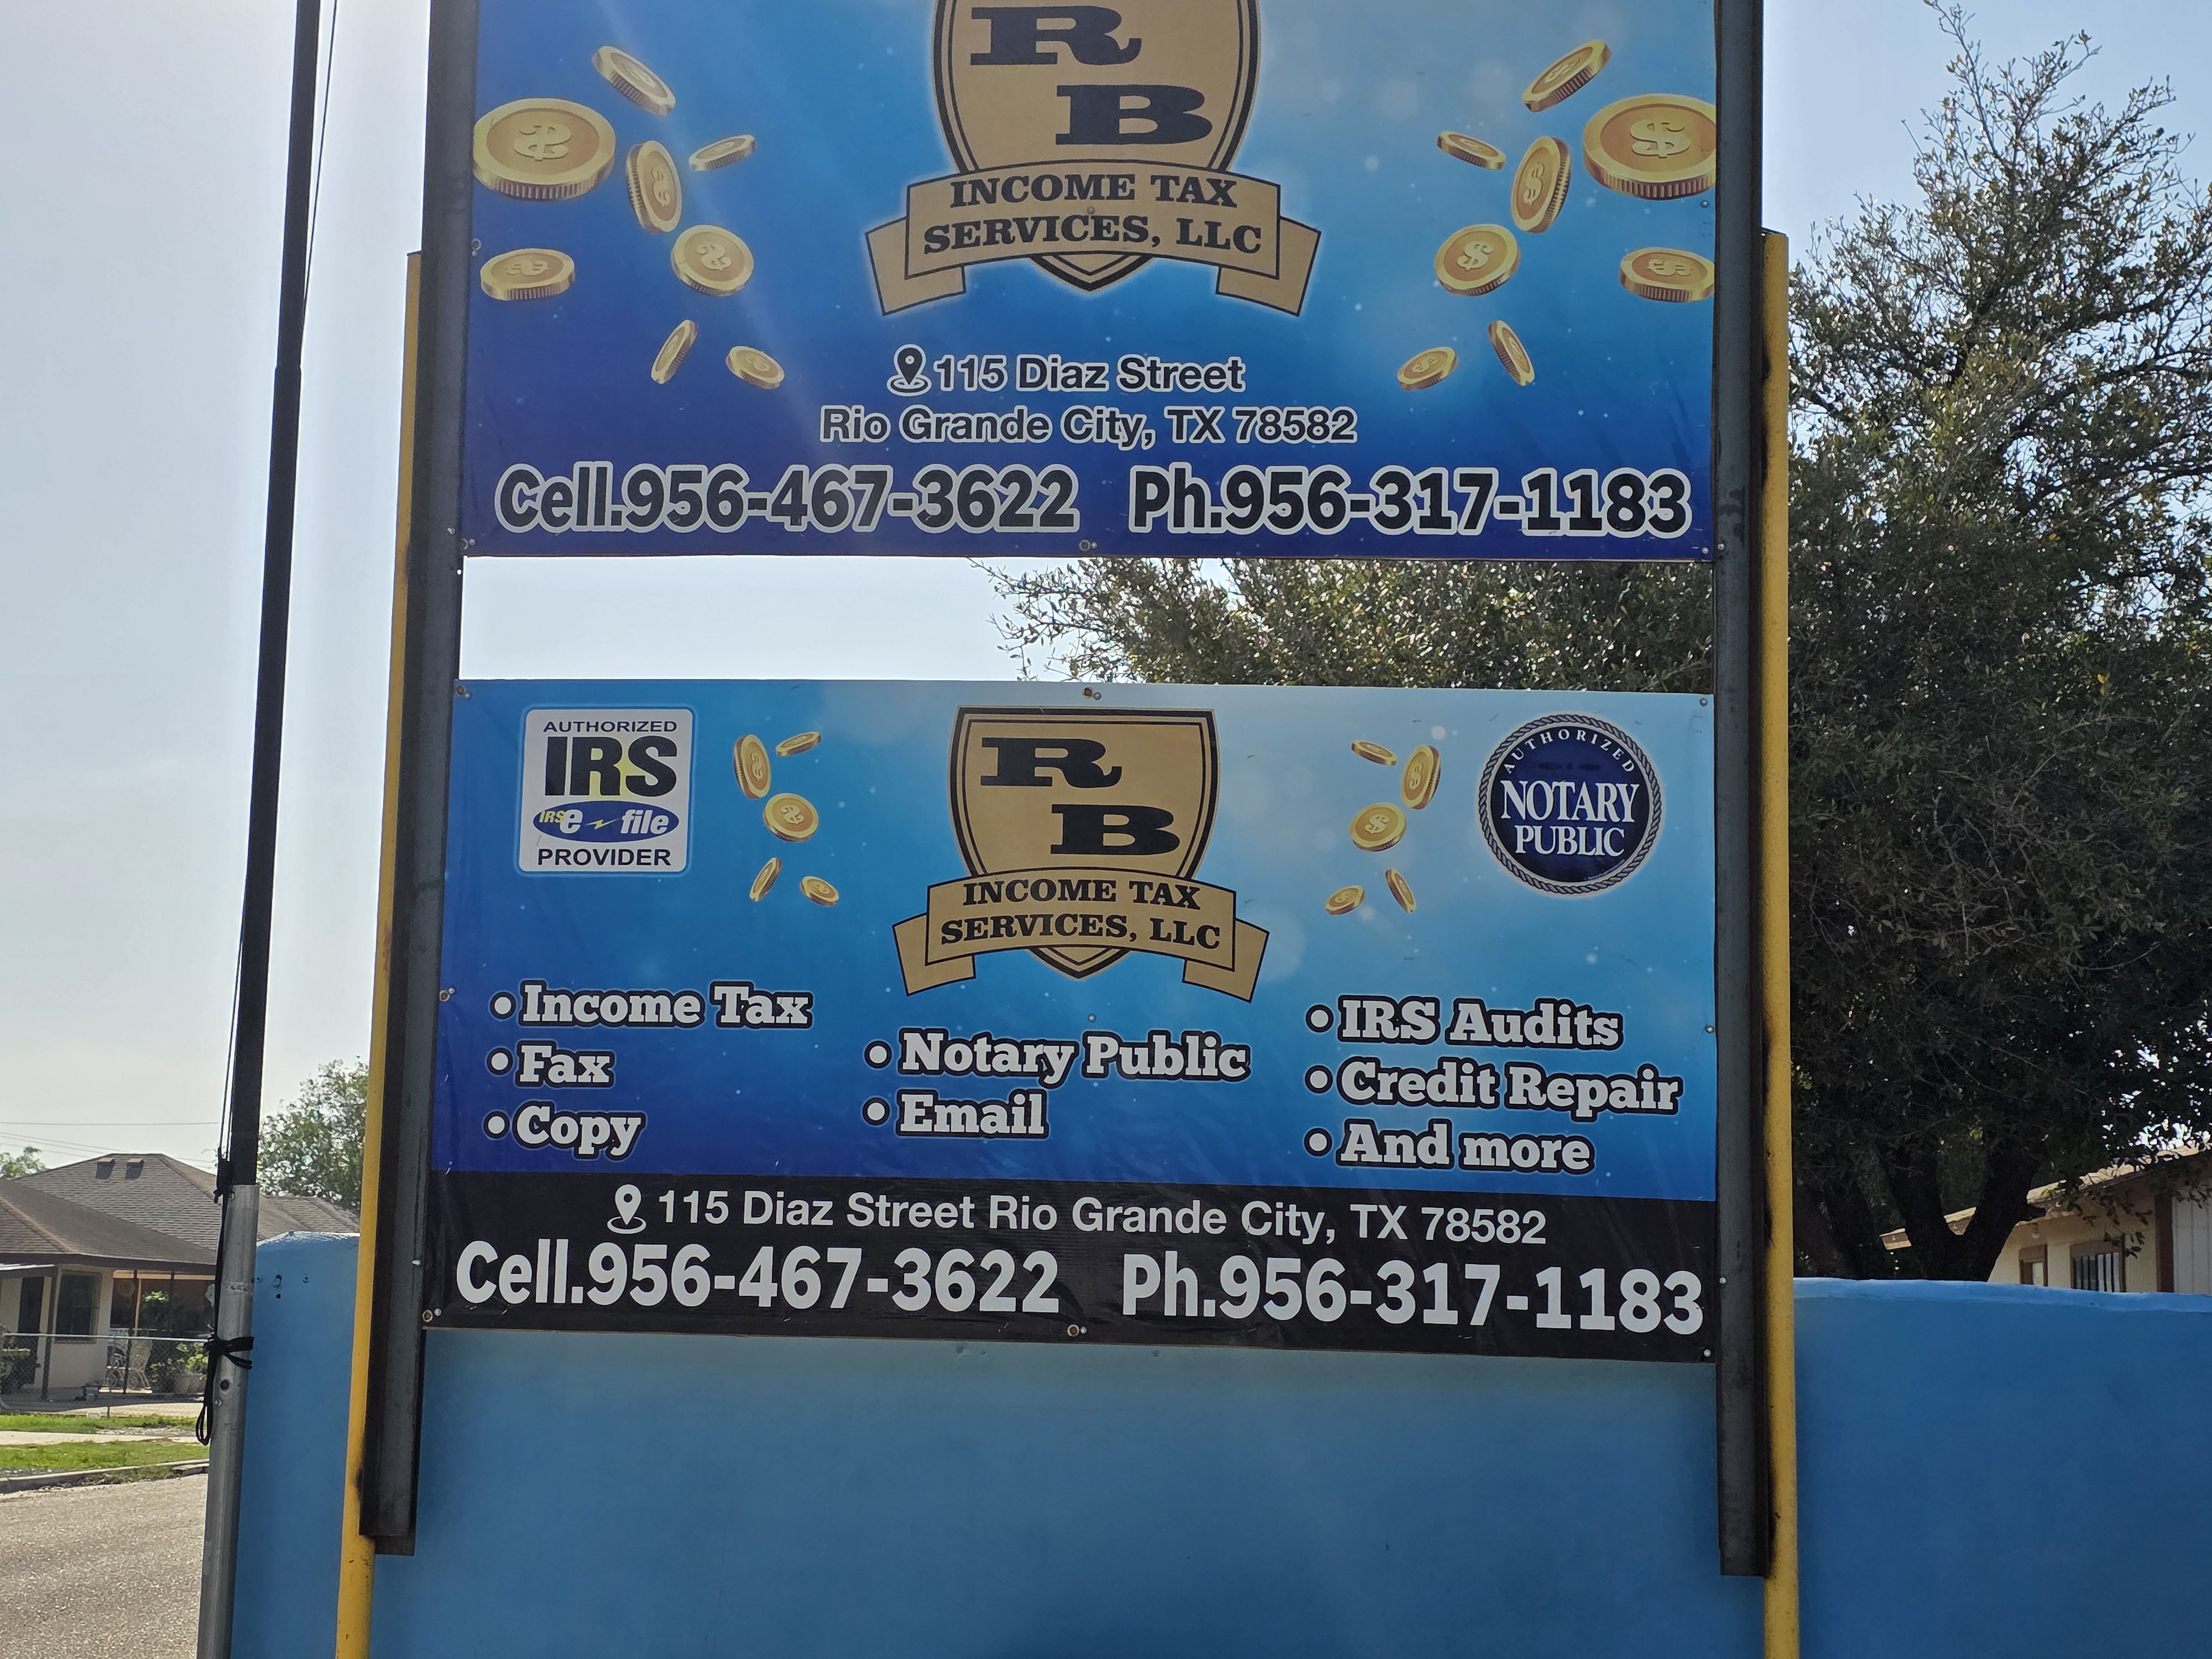 R
B
INCOME TAX
SERVICES, LLC
115 Diaz Street
Rio Grande City, TX 78582
Cell.956-467-3622 Ph.956-317-1183
AUTHORIZED
IRS
IRS e file
PROVIDER
R
B
INCOME TAX
SERVICES, LLC
AUTHORIZED
NOTARY
PUBLIC
• Income Tax
• Fax
• Copy
• Notary Public
• Email
• IRS Audits
• Credit Repair
• And more
115 Diaz Street Rio Grande City, TX 78582
Cell.956-467-3622 Ph.956-317-1183